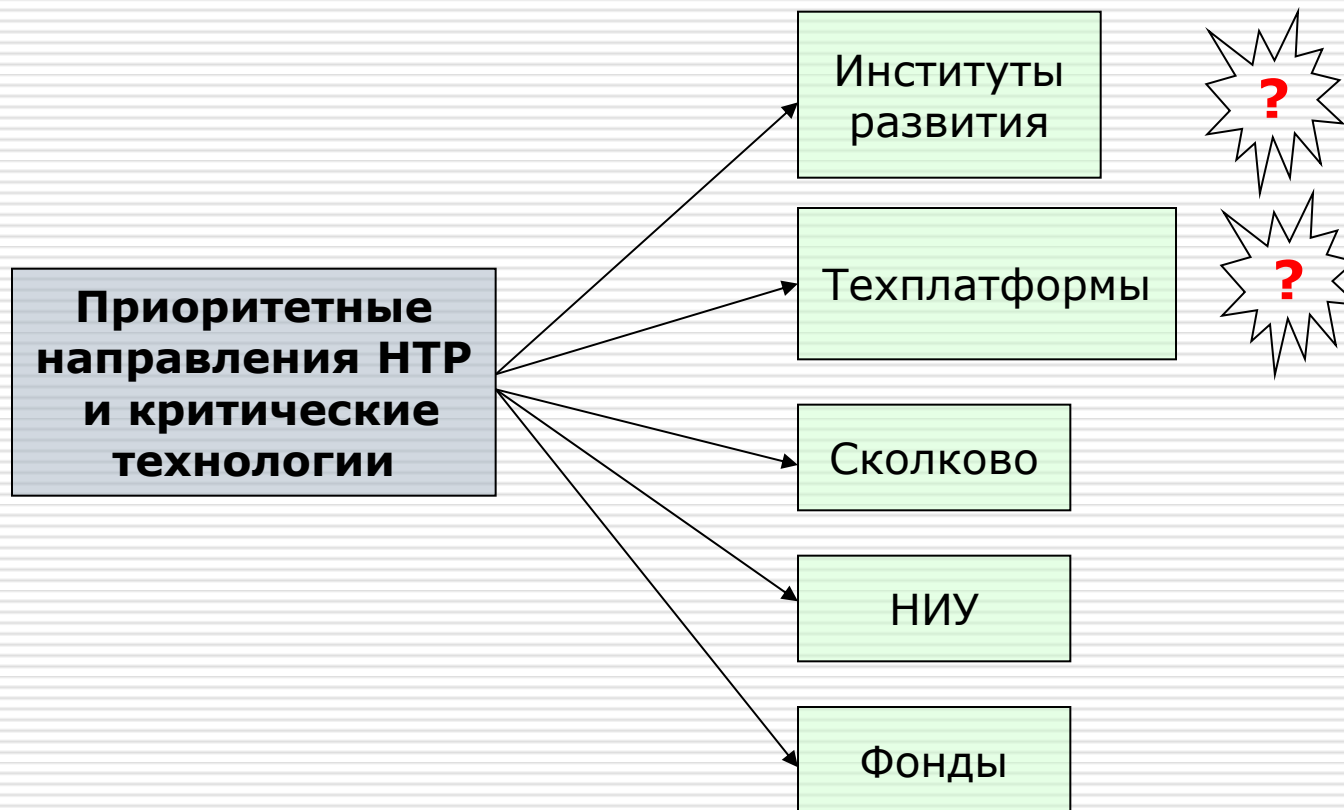 Приоритетные
направления НТР
и критические
технологии
Институты
развития
?
Техплатформы
?
Сколково
НИУ
Фонды